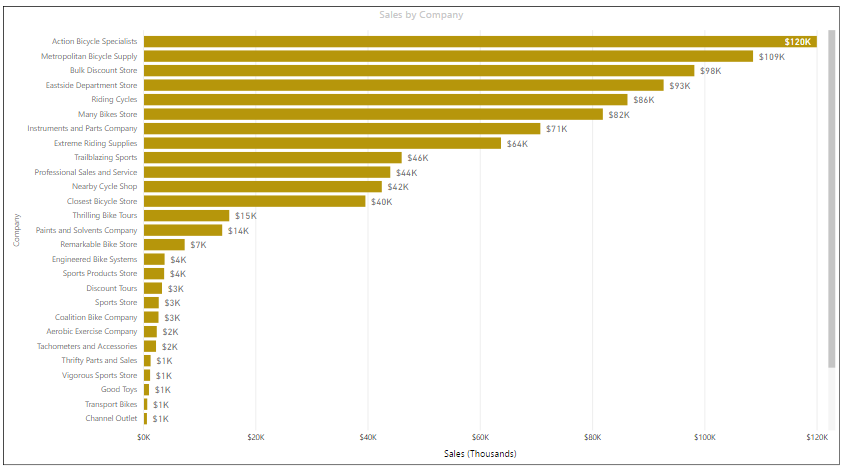 Sales by Company
Action Bicycle Specialists $120K
Metropolitan Bicycle Supply $109K
Bulk Discount Store $98K
Eastside Department Store $93K
Riding Cycles $86K
Many Bikes Store $82K
Instruments and Parts Company $71K
Extreme Riding Supplies $64K
Trailblazing Sports $46K
Professional Sales and Service $44K
Nearby Cycle Shop $42K
Closest Bicycle Store $40K
Thrilling Bike Tours $15K
Paints and Solvents Company $14K
Remarkable Bike Store $7K
Engineered Bike Systems $4K
Sports Products Store $4K
Discount Tours $3K
Sports Store $3K
Coalition Bike Company $3K
Aerobic Exercise Company $2K
Tachometers and Accessories $2K
Thrifty Parts and Sales $1K
Vigorous Sports Store $1K
Good Toys $1K
Transport Bikes $1K
Channel Outlet $1K
Company
$0K $20K $40K $60K $80K $100K $120K
Sales (Thousands)